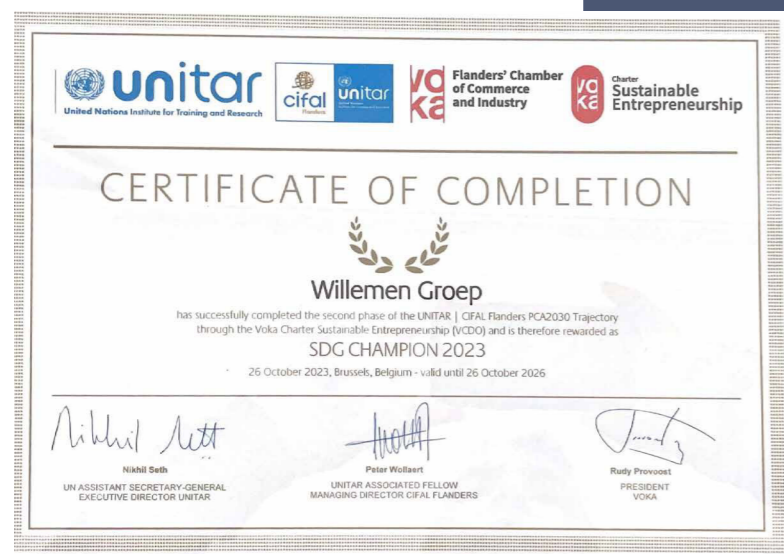 unitar
United Nations Institute for Training and Research
cifal
Flanders
unitar
voka
Flanders' Chamber
of Commerce
and Industry
voka
Charter
Sustainable
Entrepreneurship
CERTIFICATE OF COMPLETION
Willemen Groep
has successfully completed the second phase of the UNITAR | CIFAL Flanders PCA2030 Trajectory
through the Voka Charter Sustainable Entrepreneurship (VCDO) and is therefore rewarded as
SDG CHAMPION 2023
26 October 2023, Brussels, Belgium - valid until 26 October 2026
Nikhil Seth
Nikhil Seth
UN ASSISTANT SECRETARY-GENERAL
EXECUTIVE DIRECTOR UNITAR
Peter Wollaert
UNITAR ASSOCIATED FELLOW
MANAGING DIRECTOR CIFAL FLANDERS
Rudy Provoost
PRESIDENT
VOKA